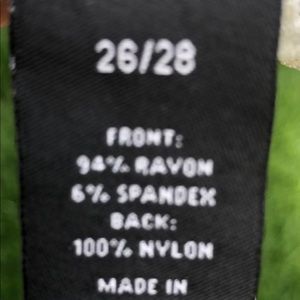 26/28
FRONT:
94% RAYON
6% SPANDEX
BACK:
100% NYLON
MADE IN